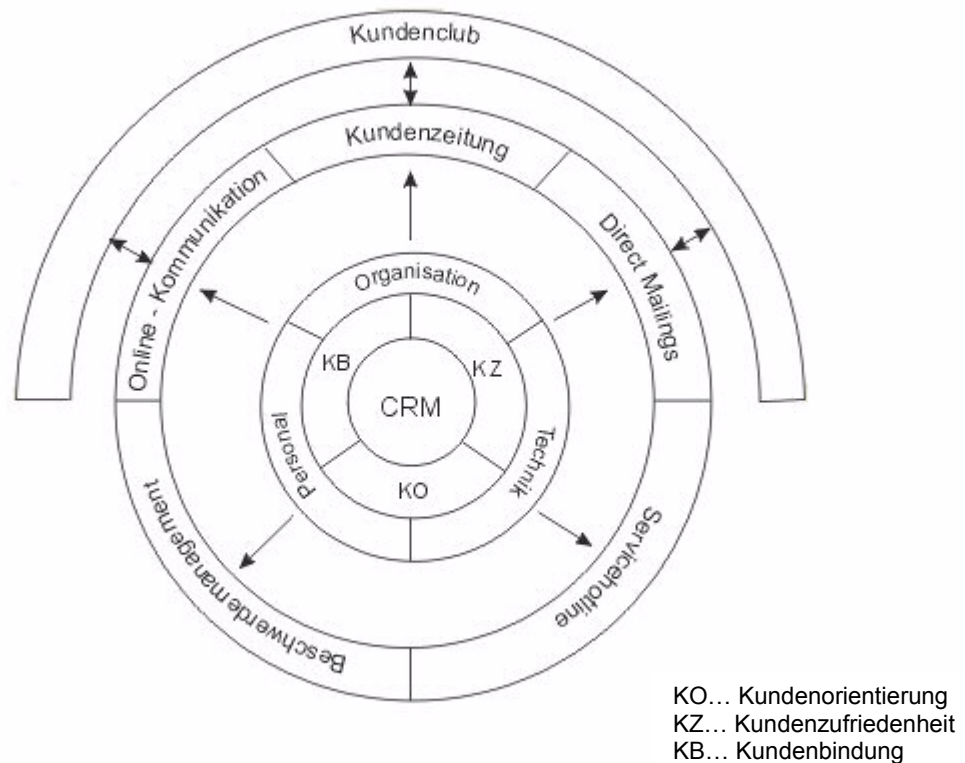 Kundenclub
Kundenzeitung
Online - Kommunikation
Direct Mailings
Organisation
KB
KZ
CRM
Personal
Technik
KO
Beschwerdemanagement
Servicehotline
KO... Kundenorientierung
KZ... Kundenzufriedenheit
KB... Kundenbindung